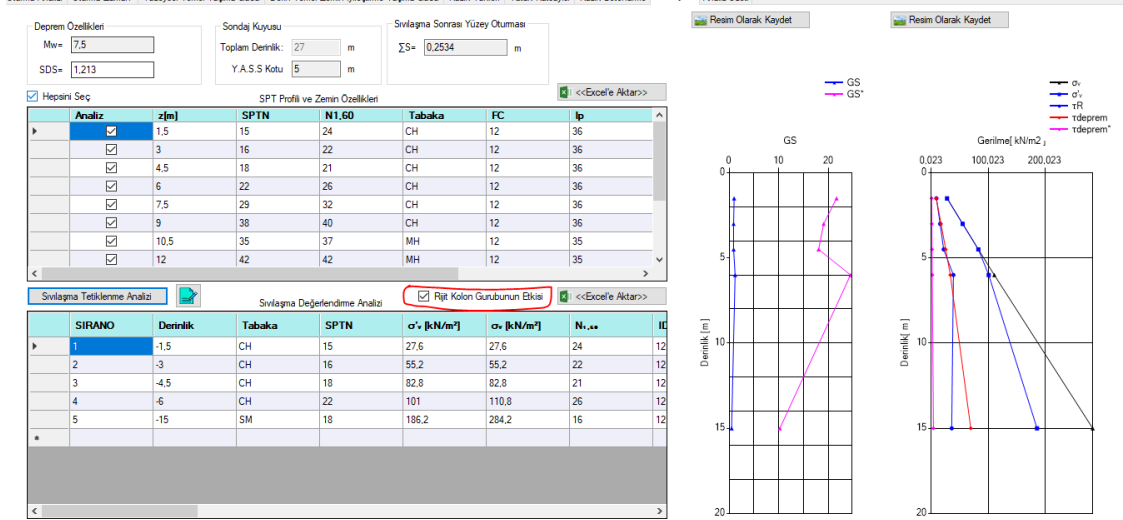 Deprem Özellikleri
Mw= 7,5
SDS= 1,213
Sondaj Kuyusu
Toplam Derinlik: 27 m
Y.A.S.S Kotu 5 m
Sıvılaşma Sonrası Yüzey Oturması
∑S= 0,2534 m
Hepsini Seç
SPT Profili ve Zemin Özellikleri
<<Excel'e Aktar>>
Analiz z[m] SPTN N1,60 Tabaka FC Ip
1,5 15 24 CH 12 36
3 16 22 CH 12 36
4,5 18 21 CH 12 36
6 22 26 CH 12 36
7,5 29 32 CH 12 36
9 38 40 CH 12 36
10,5 35 37 MH 12 35
12 42 42 MH 12 35
Sıvılaşma Tetiklenme Analizi
Sıvılaşma Değerlendirme Analizi
Rijit Kolon Gurubunun Etkisi
<<Excel'e Aktar>>
SIRANO Derinlik Tabaka SPTN σ'ᵥ [kN/m²] σᵥ [kN/m²] N₁,₆₀
1 -1,5 CH 15 27,6 27,6 24 12
2 -3 CH 16 55,2 55,2 22 12
3 -4,5 CH 18 82,8 82,8 21 12
4 -6 CH 22 101 110,8 26 12
5 -15 SM 18 186,2 284,2 16 12
*
Resim Olarak Kaydet
GS
GS*
GS
0 10 20
0
5
10
15
20
Derinlik [ m ]
Resim Olarak Kaydet
σᵥ
σ'ᵥ
τR
τdeprem
τdeprem*
Gerilme[ kN/m2 ]
0,023 100,023 200,023
0
5
10
15
20
Derinlik[ m ]